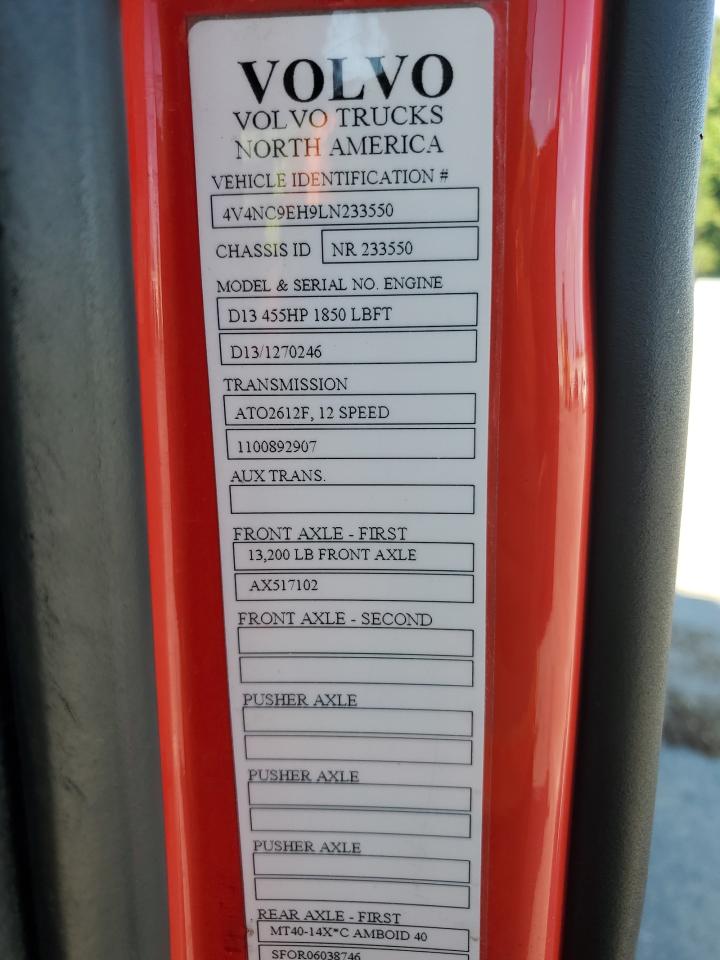 VOLVO
VOLVO TRUCKS
NORTH AMERICA
VEHICLE IDENTIFICATION #
4V4NC9EH9LN233550
CHASSIS ID NR 233550
MODEL & SERIAL NO. ENGINE
D13 455HP 1850 LBFT
D13/1270246
TRANSMISSION
ATO2612F, 12 SPEED
1100892907
AUX TRANS.
FRONT AXLE - FIRST
13,200 LB FRONT AXLE
AX517102
FRONT AXLE - SECOND
PUSHER AXLE
PUSHER AXLE
PUSHER AXLE
REAR AXLE - FIRST
MT40-14X*C AMBOID 40
SFOR06038746